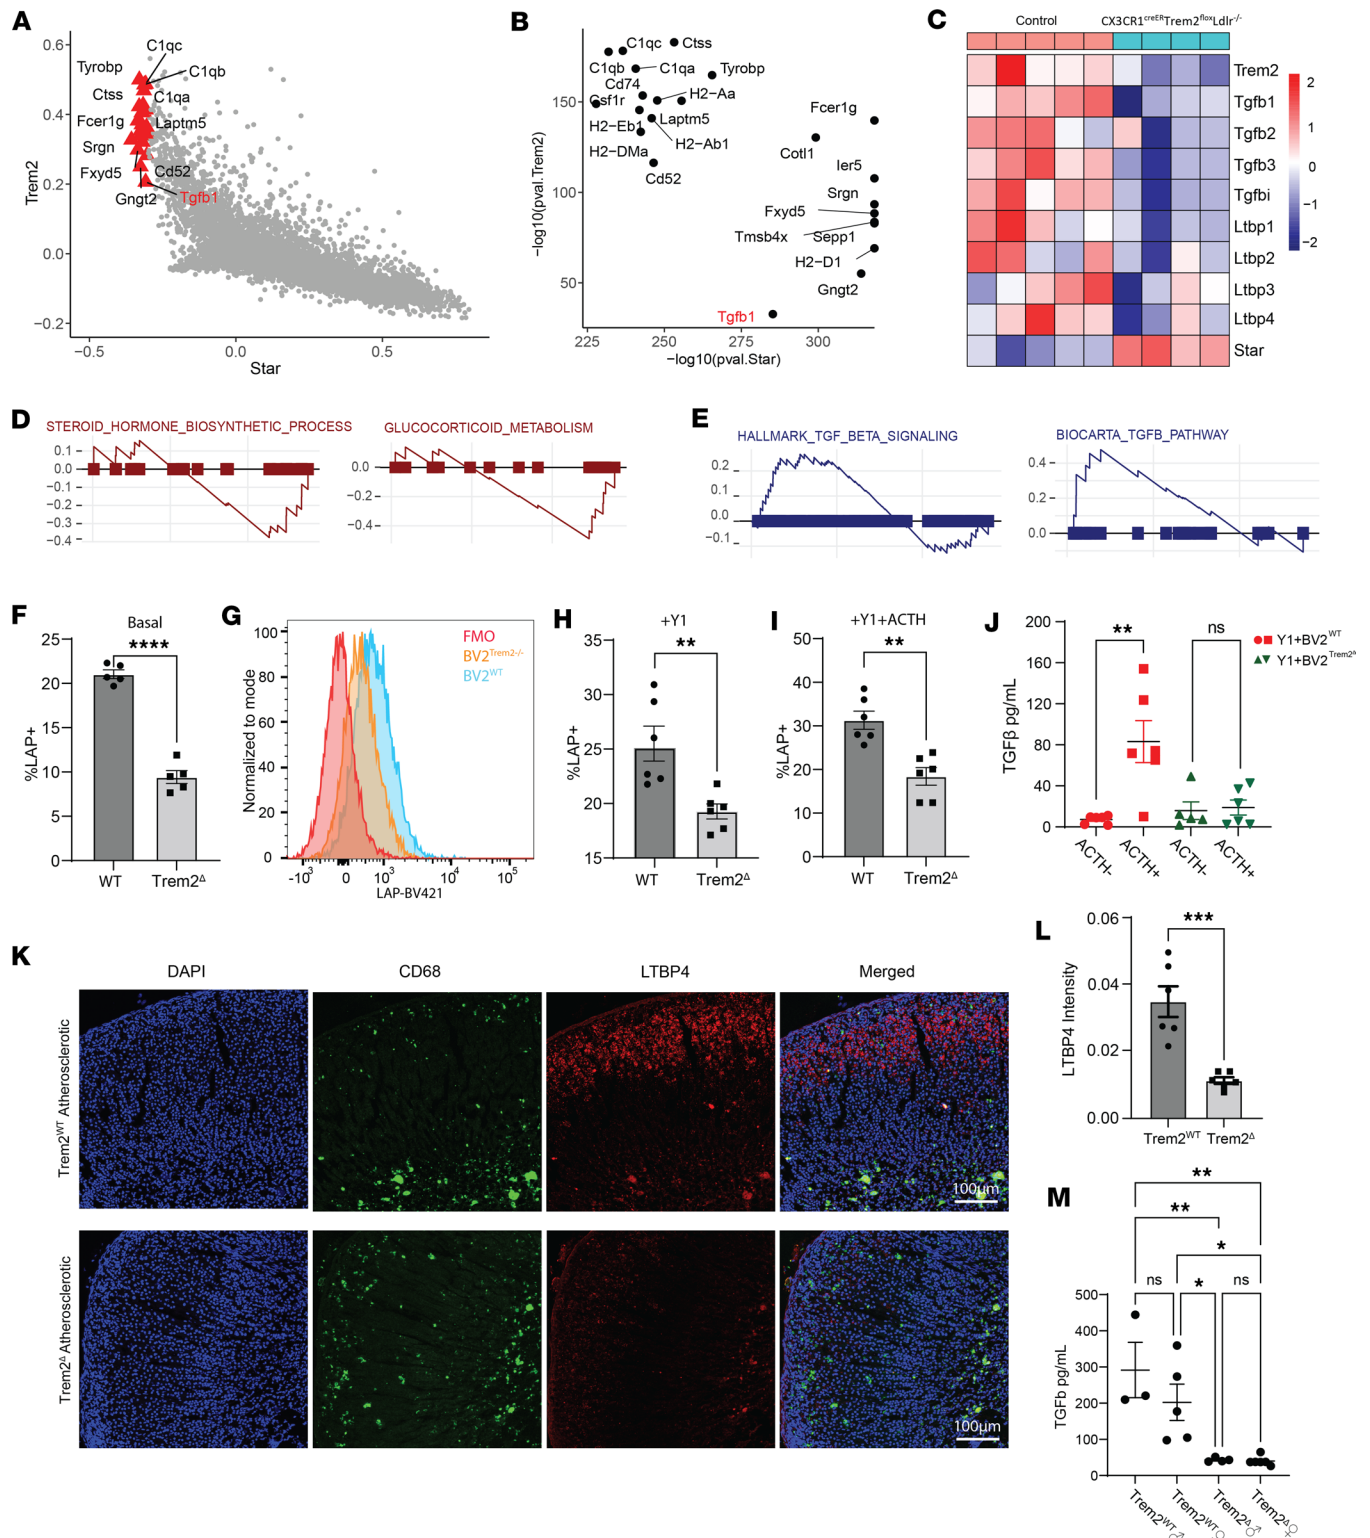 A
Trem2
0.6
0.4
0.2
0.0
−0.2
−0.5
0.0
0.5
Star
C1qc
Tyrobp
C1qb
Ctss
C1qa
Fcer1g
Laptm5
Srgn
Fxyd5
Cd52
Gngt2
Tgfb1
B
−log10(pval.Trem2)
150
100
50
225
250
275
300
−log10(pval.Star)
C1qc
Ctss
C1qb
C1qa
Tyrobp
Cd74
H2−Aa
Csf1r
Fcer1g
Laptm5
H2−Eb1
H2−Ab1
Cotl1
H2−DMa
Ier5
Cd52
Srgn
Fxyd5
Tmsb4x
Sepp1
H2−D1
Gngt2
Tgfb1
C
Control
CX3CR1creERTrem2floxLdlr-/-
Trem2
Tgfb1
Tgfb2
Tgfb3
Tgfbi
Ltbp1
Ltbp2
Ltbp3
Ltbp4
Star
2
1
0
−1
−2
D
STEROID_HORMONE_BIOSYNTHETIC_PROCESS
0.1
0.0
−0.1
−0.2
−0.3
−0.4
GLUCOCORTICOID_METABOLISM
0.0
−0.2
−0.4
E
HALLMARK_TGF_BETA_SIGNALING
0.2
0.1
0.0
−0.1
BIOCARTA_TGFB_PATHWAY
0.4
0.2
0.0
F
Basal
****
%LAP+
25
20
15
10
5
0
WT
Trem2Δ
G
Normalized to mode
100
80
60
40
20
0
FMO
BV2Trem2-/-
BV2WT
-10³
0
10³
10⁴
10⁵
LAP-BV421
H
+Y1
**
%LAP+
35
30
25
20
15
WT
Trem2Δ
I
+Y1+ACTH
**
%LAP+
50
40
30
20
10
0
WT
Trem2Δ
J
TGFβ pg/mL
200
160
120
80
40
0
**
ns
Y1+BV2WT
ACTH-
ACTH+
ACTH-
ACTH+
K
DAPI
CD68
LTBP4
Merged
Trem2WT Atherosclerotic
100µm
Trem2Δ Atherosclerotic
100µm
L
LTBP4 Intensity
0.06
0.04
0.02
0.00
***
Trem2WT
Trem2Δ
M
**
**
*
ns
*
ns
TGFb pg/mL
500
400
300
200
100
0
Trem2WT♂
Trem2WT♀
Trem2Δ♂
Trem2Δ♀